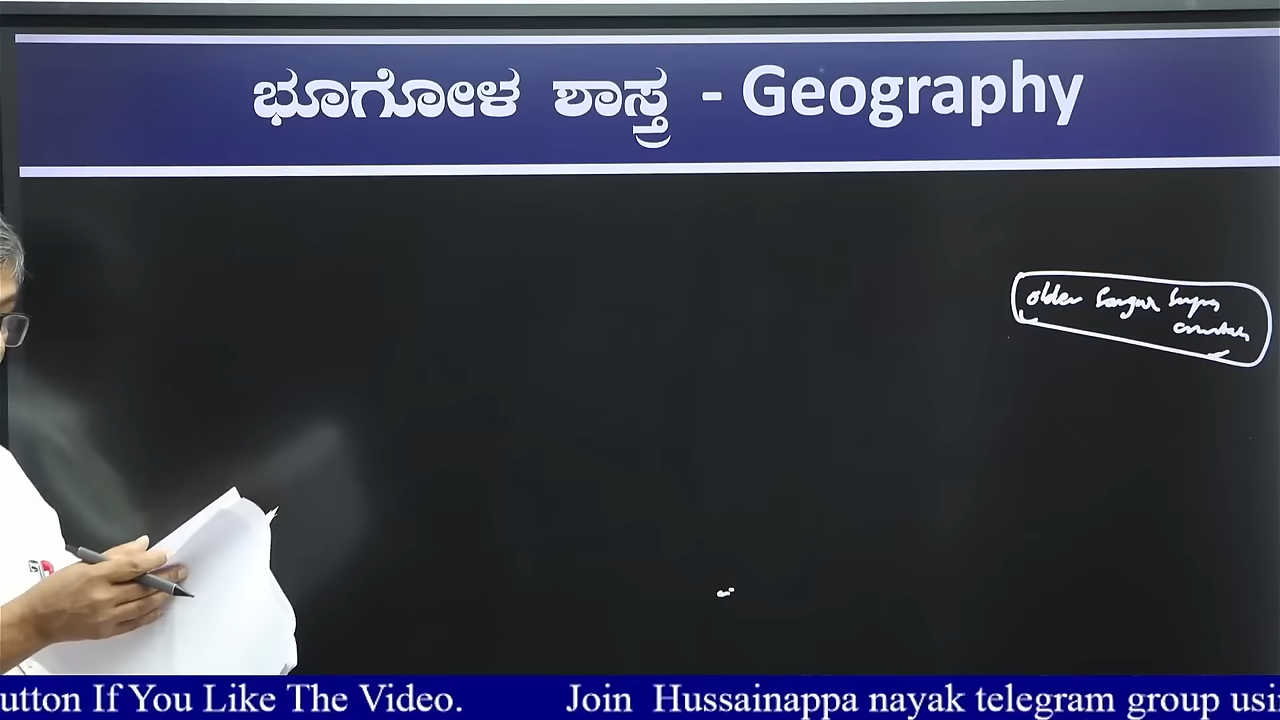 ಭೂಗೋಳ ಶಾಸ್ತ್ರ - Geography
older
utton If You Like The Video.
Join Hussainappa nayak telegram group usi